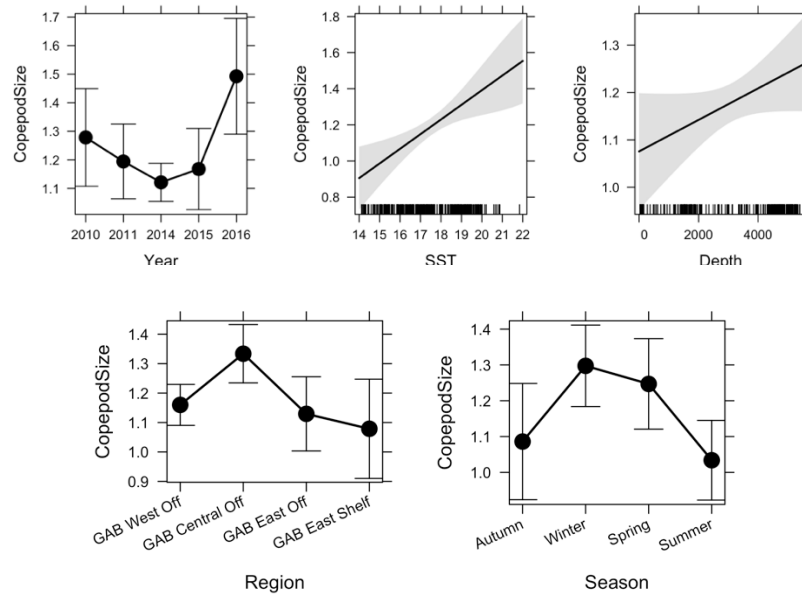 CopepodSize
1.7
1.6
1.5
1.4
1.3
1.2
1.1
2010 2011 2014 2015 2016
Year
CopepodSize
1.8
1.6
1.4
1.2
1.0
0.8
14 15 16 17 18 19 20 21 22
SST
CopepodSize
1.3
1.2
1.1
1.0
0 2000 4000
Depth
CopepodSize
1.4
1.3
1.2
1.1
1.0
0.9
GAB West Off
GAB Central Off
GAB East Off
GAB East Shelf
Region
CopepodSize
1.4
1.3
1.2
1.1
1.0
Autumn
Winter
Spring
Summer
Season